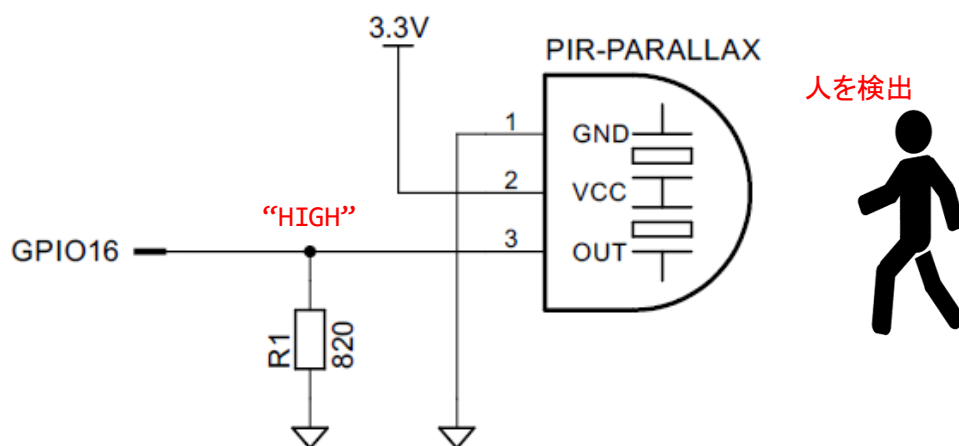 3.3V
PIR-PARALLAX
人を検出
1
GND
2
VCC
“HIGH”
3
OUT
GPIO16
R1
820